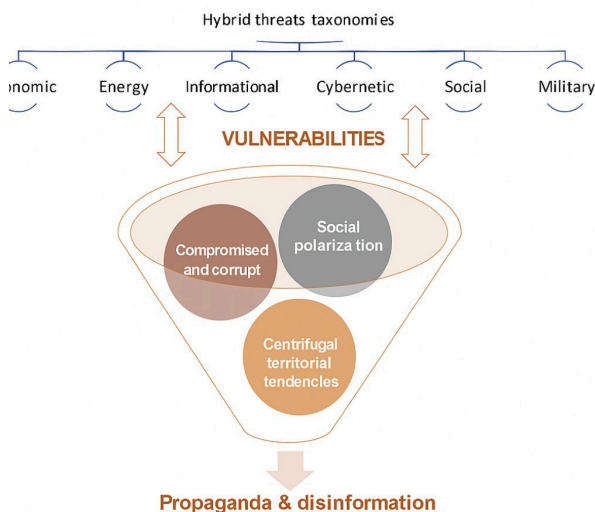 Hybrid threats taxonomies
onomic Energy Informational Cybernetic Social Military
VULNERABILITIES
Social
polariza tion
Compromised
and corrupt
Centrifugal
territorial
tendencles
Propaganda & disinformation